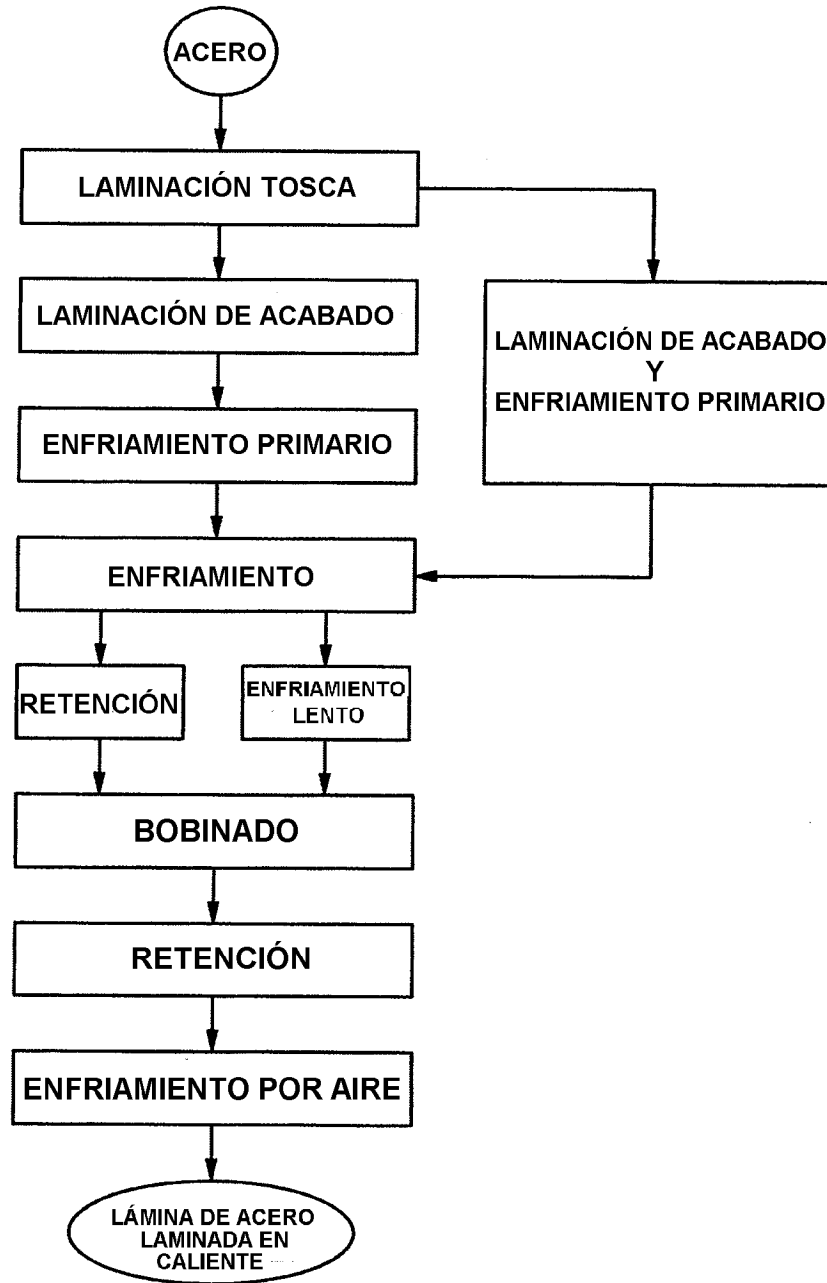 ACERO
LAMINACIÓN TOSCA
LAMINACIÓN DE ACABADO
ENFRIAMIENTO PRIMARIO
LAMINACIÓN DE ACABADO
Y
ENFRIAMIENTO PRIMARIO
ENFRIAMIENTO
RETENCIÓN
ENFRIAMIENTO
LENTO
BOBINADO
RETENCIÓN
ENFRIAMIENTO POR AIRE
LÁMINA DE ACERO
LAMINADA EN
CALIENTE